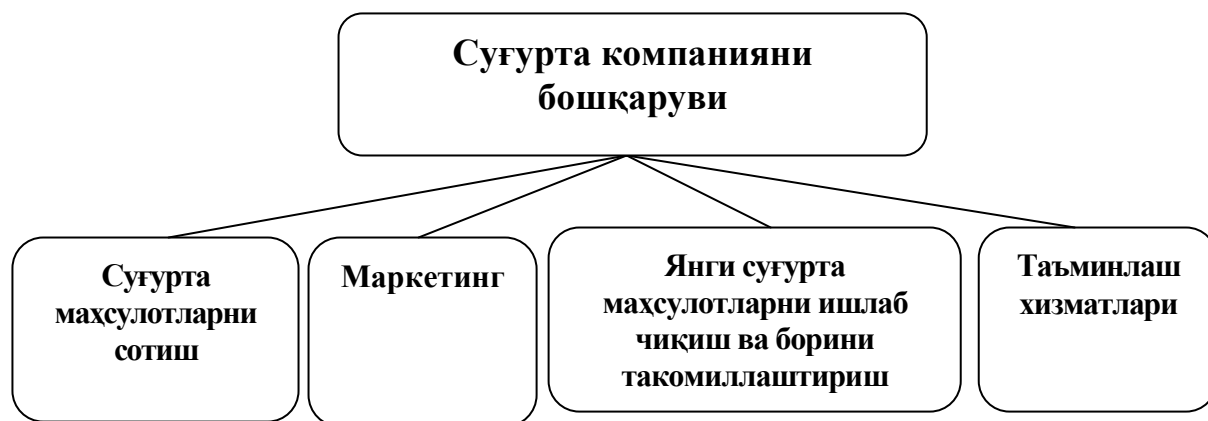 Суғурта компанияни
бошқаруви
Суғурта
маҳсулотларни
сотиш
Маркетинг
Янги суғурта
маҳсулотларни ишлаб
чиқиш ва борини
такомиллаштириш
Таъминлаш
хизматлари